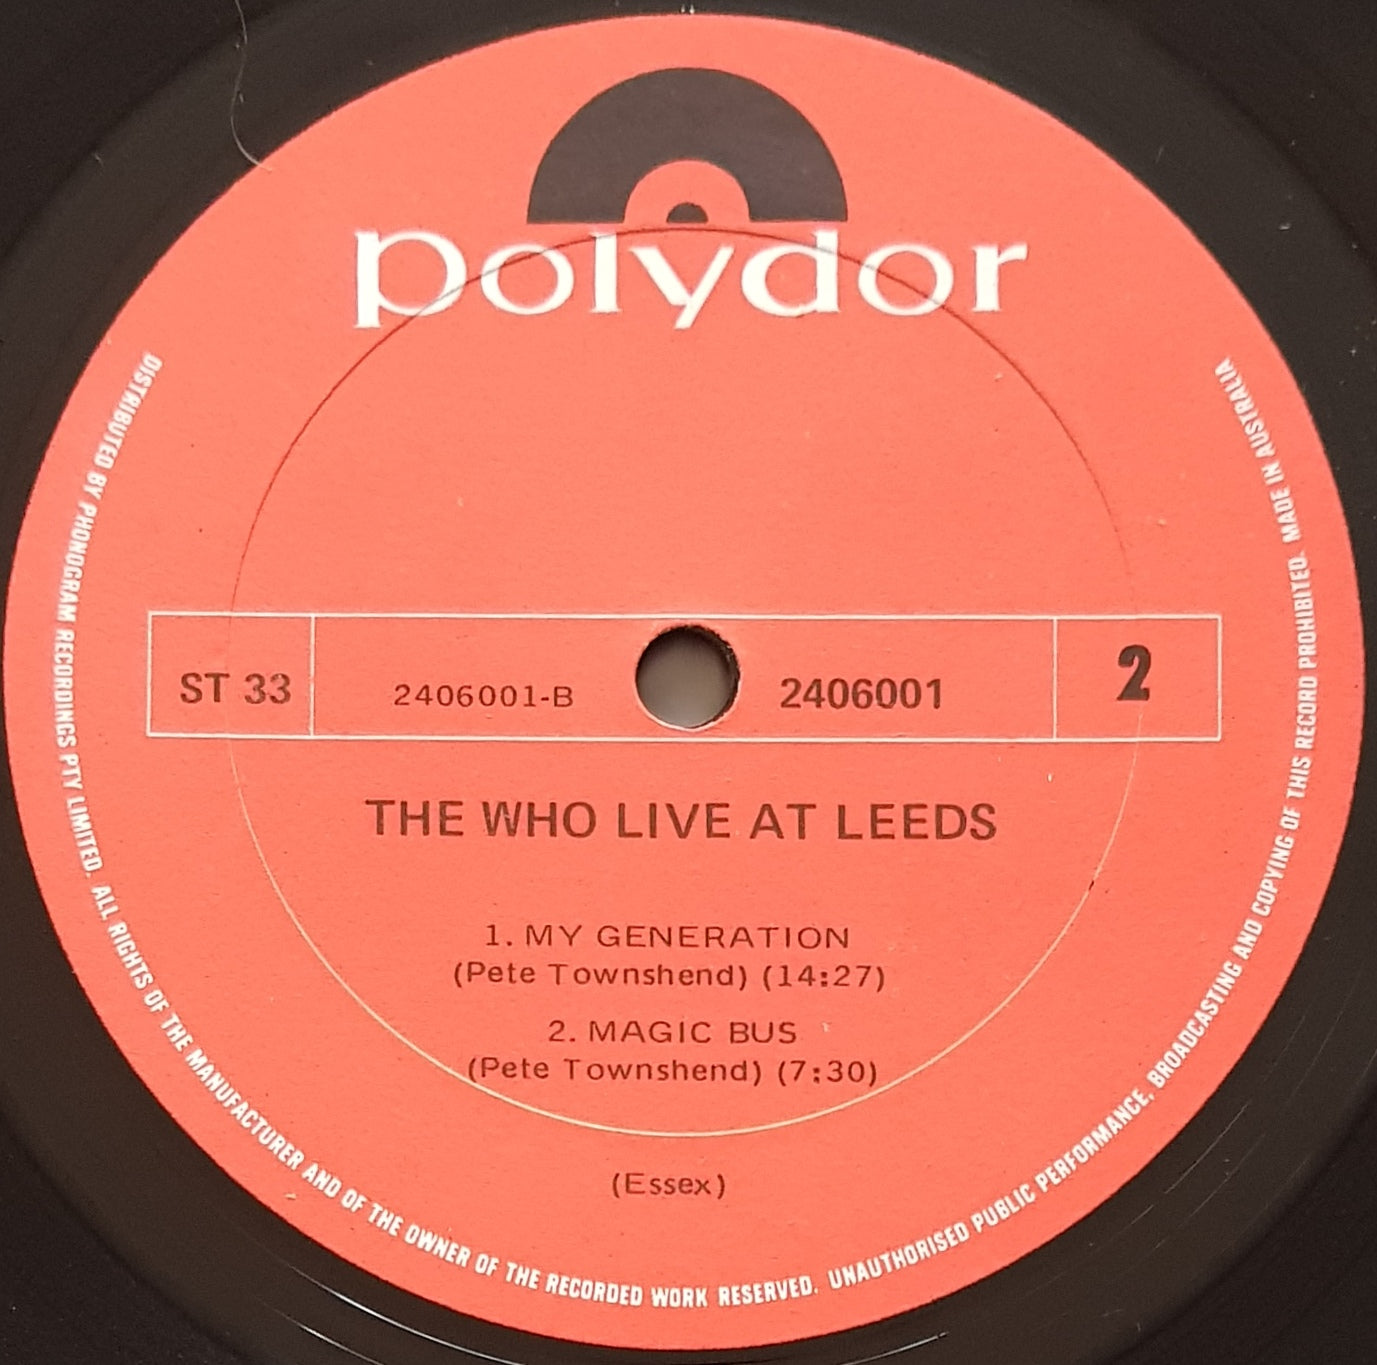 polydor
ST 33
2406001-B
2406001
2
THE WHO LIVE AT LEEDS
1. MY GENERATION
(Pete Townshend) (14:27)
2. MAGIC BUS
(Pete Townshend) (7:30)
(Essex)
DISTRIBUTED BY PHONOGRAM RECORDINGS PTY LIMITED. ALL RIGHTS OF THE MANUFACTURER AND OF THE OWNER OF THE RECORDED WORK RESERVED. UNAUTHORISED PUBLIC PERFORMANCE, BROADCASTING AND COPYING OF THIS RECORD PROHIBITED. MADE IN AUSTRALIA